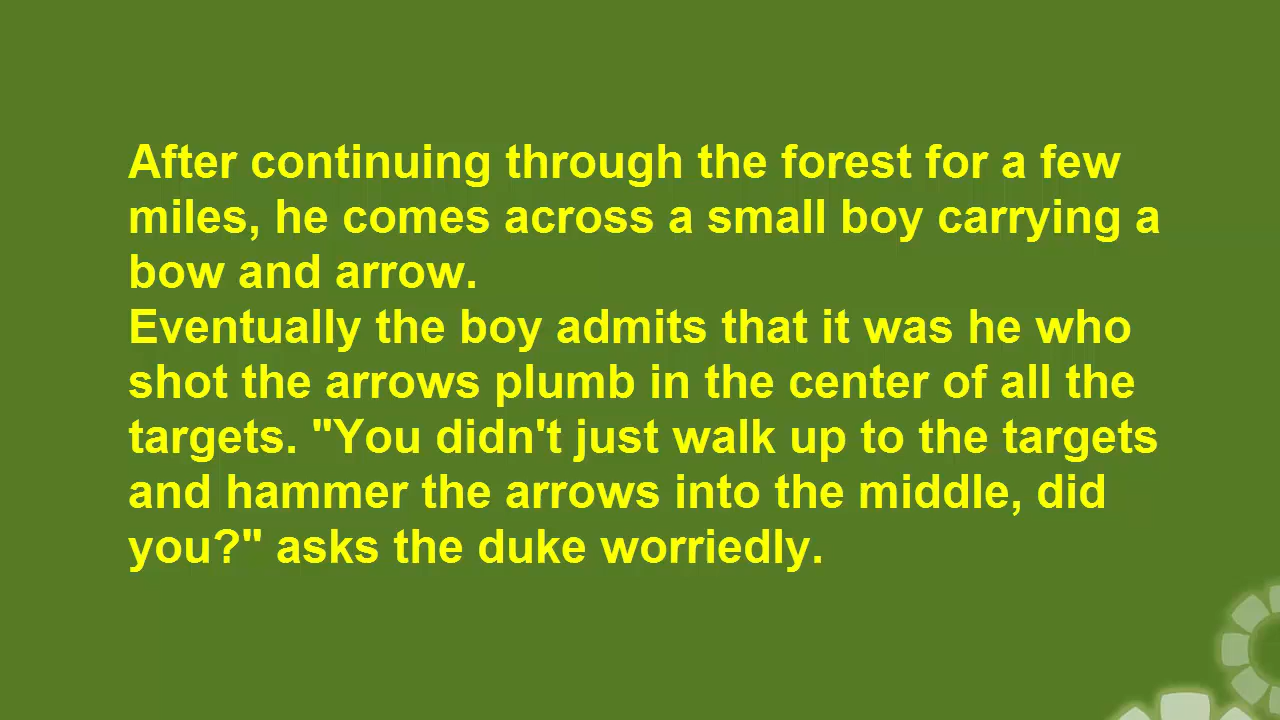 After continuing through the forest for a few
miles, he comes across a small boy carrying a
bow and arrow.
Eventually the boy admits that it was he who
shot the arrows plumb in the center of all the
targets. "You didn't just walk up to the targets
and hammer the arrows into the middle, did
you?" asks the duke worriedly.